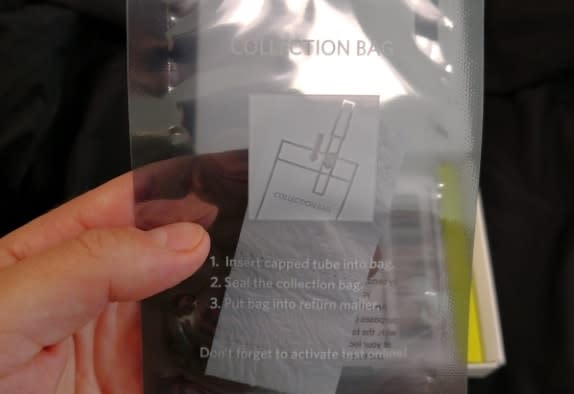 COLLECTION BAG
COLLECTION BAG
1. Insert capped tube into bag.
2. Seal the collection bag.
3. Put bag into return mailer.
Don't forget to activate test online!